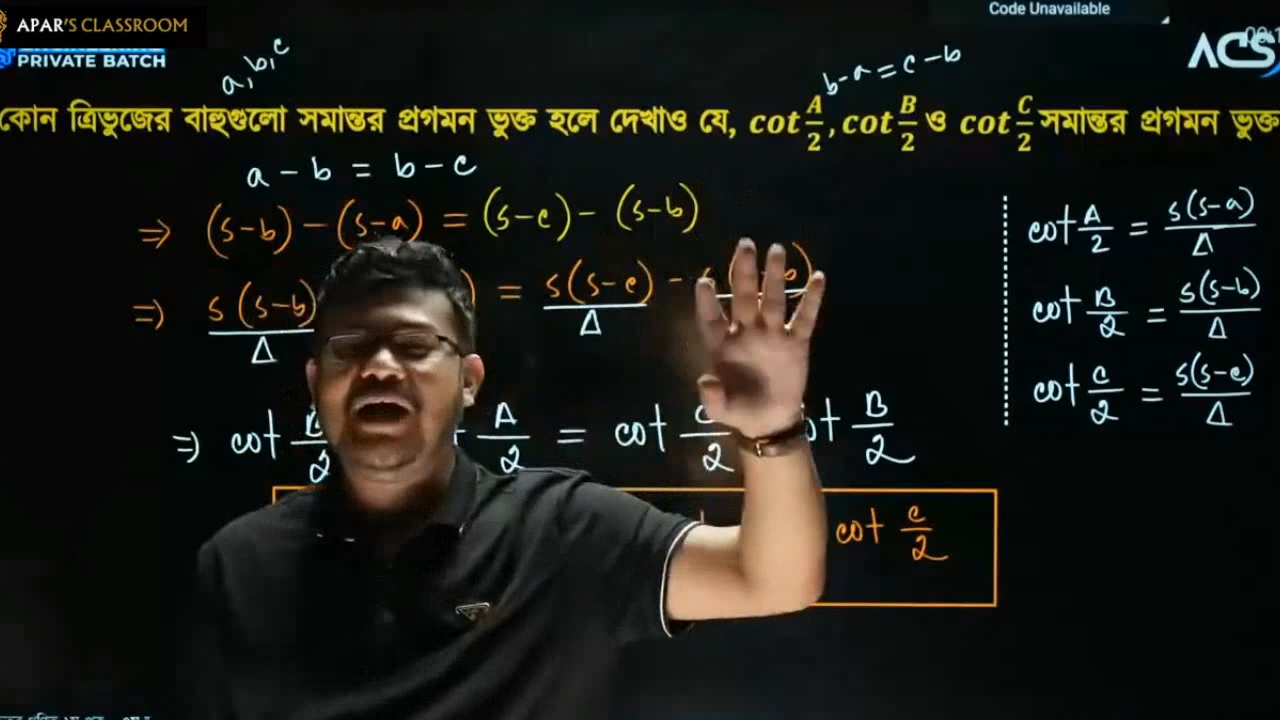 APAR'S CLASSROOM
Code Unavailable
PRIVATE BATCH
ACS
a, b, c
b-a = c-b
কোন ত্রিভুজের বাহুগুলো সমান্তর প্রগমন ভুক্ত হলে দেখাও যে, cot A/2, cot B/2 ও cot C/2 সমান্তর প্রগমন ভুক্ত
a - b = b - c
⇒ (s-b) - (s-a) = (s-c) - (s-b)
⇒ s(s-b)/Δ = s(s-c)/Δ -
⇒ cot B/2 A/2 = cot C/2 cot B/2
cot C/2
cot A/2 = s(s-a)/Δ
cot B/2 = s(s-b)/Δ
cot C/2 = s(s-c)/Δ